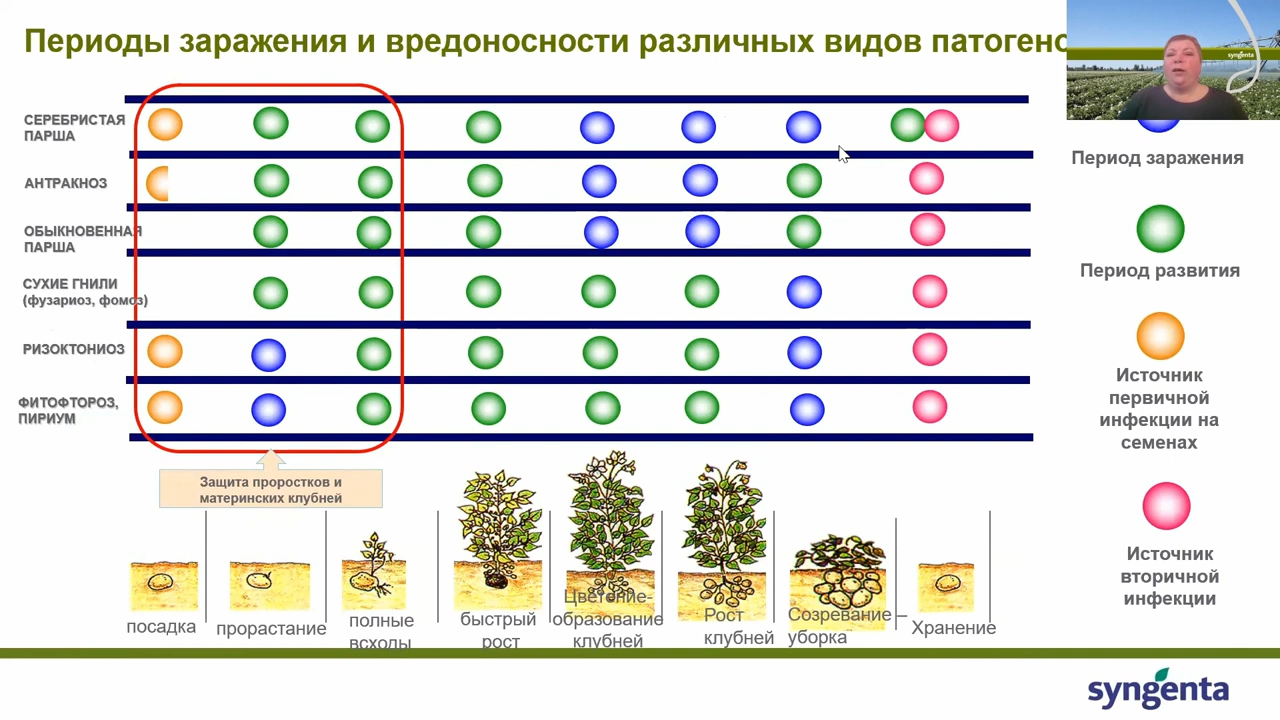 Периоды заражения и вредоносности различных видов патоген
syngenta
СЕРЕБРИСТАЯ
ПАРША
АНТРАКНОЗ
ОБЫКНОВЕННАЯ
ПАРША
СУХИЕ ГНИЛИ
(фузариоз, фомоз)
РИЗОКТОНИОЗ
ФИТОФТОРОЗ,
ПИРИУМ
Период заражения
Период развития
Источник
первичной
инфекции на
семенах
Источник
вторичной
инфекции
Защита проростков и
материнских клубней
посадка
прорастание
полные
всходы
быстрый
рост
Цветение-
образование
клубней
Рост
клубней
Созревание –
уборка
Хранение
syngenta